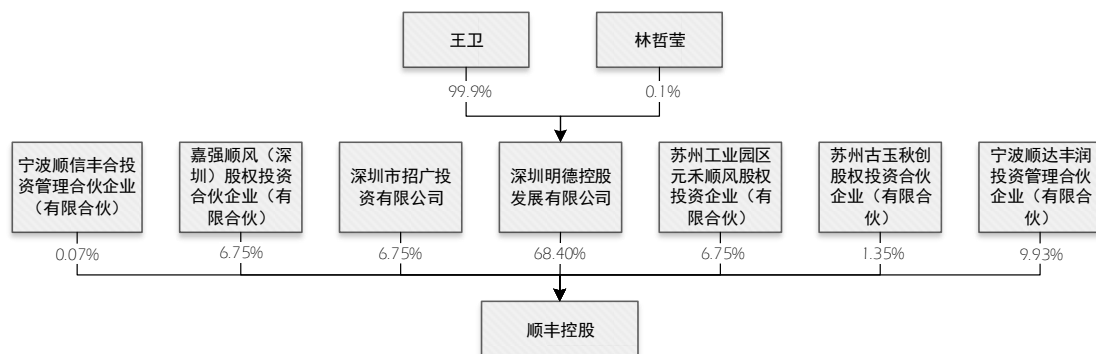 王卫
林哲莹
99.9%
0.1%
宁波顺信丰合投
资管理合伙企业
（有限合伙）
嘉强顺风（深
圳）股权投资
合伙企业（有
限合伙）
深圳市招广投
资有限公司
深圳明德控股
发展有限公司
苏州工业园区
元禾顺风股权
投资企业（有
限合伙）
苏州古玉秋创
股权投资合伙
企业（有限合
伙）
宁波顺达丰润
投资管理合伙
企业（有限合
伙）
0.07%
6.75%
6.75%
68.40%
6.75%
1.35%
9.93%
顺丰控股